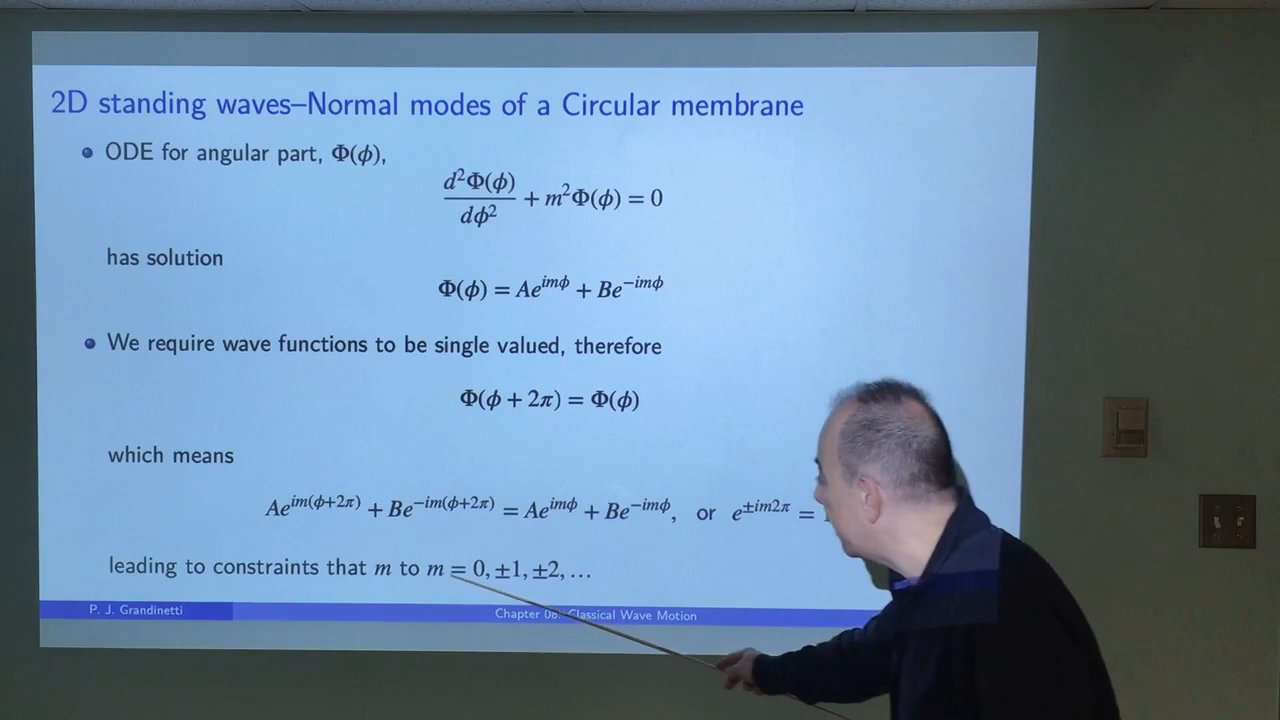 2D standing waves–Normal modes of a Circular membrane
• ODE for angular part, Φ(ϕ),
d²Φ(ϕ)/dϕ² + m²Φ(ϕ) = 0
has solution
Φ(ϕ) = Ae^{imϕ} + Be^{−imϕ}
• We require wave functions to be single valued, therefore
Φ(ϕ + 2π) = Φ(ϕ)
which means
Ae^{im(ϕ+2π)} + Be^{−im(ϕ+2π)} = Ae^{imϕ} + Be^{−imϕ}, or e^{±im2π} =
leading to constraints that m to m = 0, ±1, ±2, …
P. J. Grandinetti
Chapter 06: Classical Wave Motion